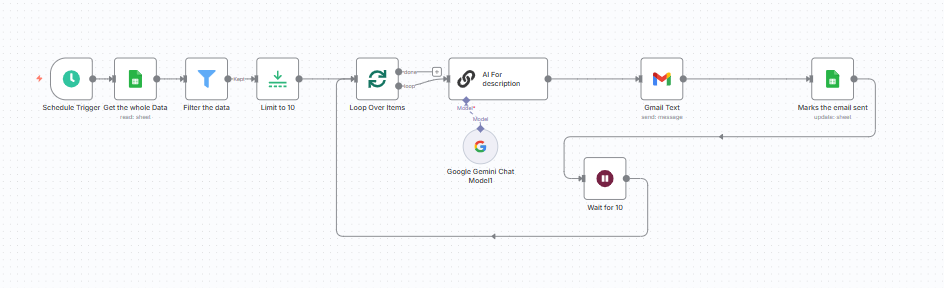 Schedule Trigger
Get the whole Data
read: sheet
Filter the data
Kept
Limit to 10
Loop Over Items
done
loop
AI For
description
Model*
Model
Google Gemini Chat
Model1
Gmail Text
send: message
Marks the email sent
update: sheet
Wait for 10